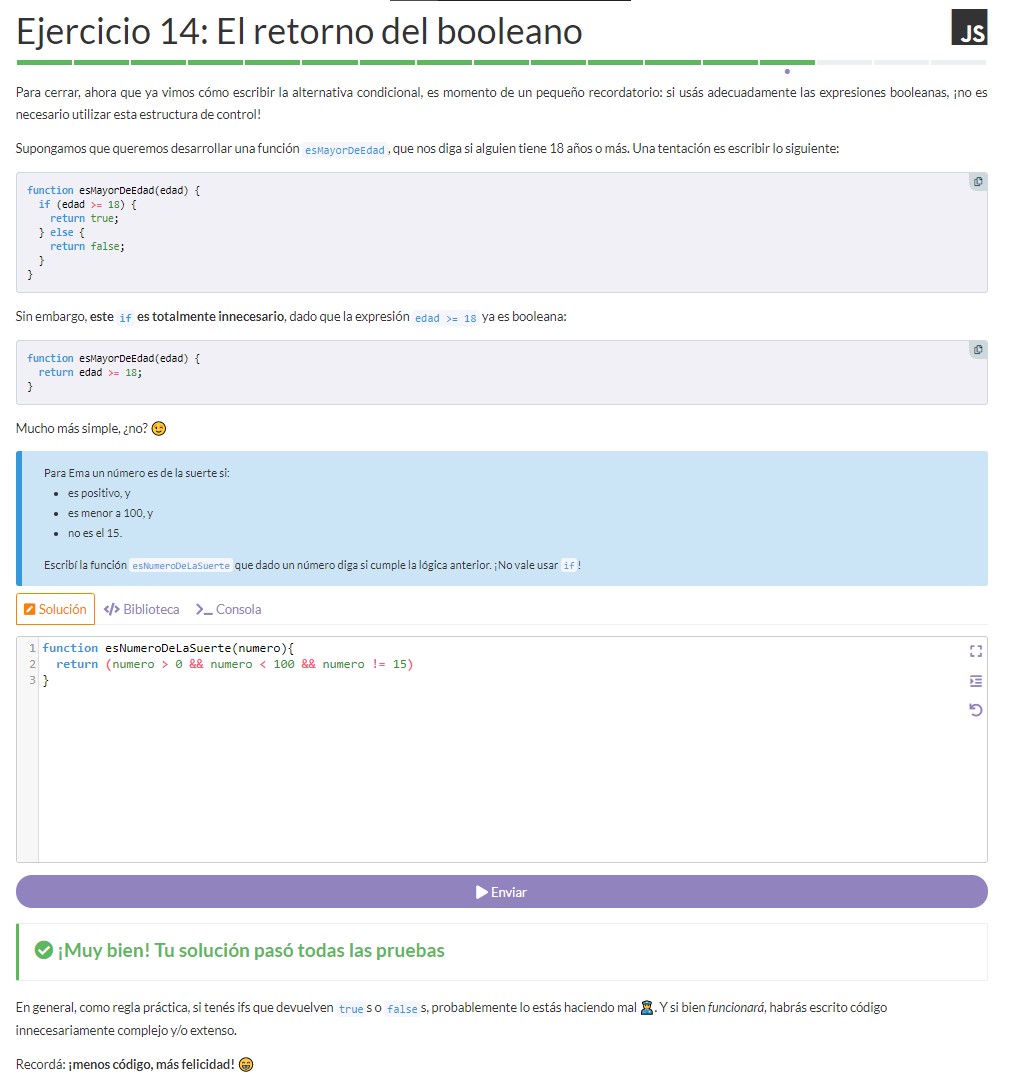 Ejercicio 14: El retorno del booleano
JS
Para cerrar, ahora que ya vimos cómo escribir la alternativa condicional, es momento de un pequeño recordatorio: si usás adecuadamente las expresiones booleanas, ¡no es
necesario utilizar esta estructura de control!
Supongamos que queremos desarrollar una función esMayorDeEdad, que nos diga si alguien tiene 18 años o más. Una tentación es escribir lo siguiente:
function esMayorDeEdad(edad) {
  if (edad >= 18) {
    return true;
  } else {
    return false;
  }
}
Sin embargo, este if es totalmente innecesario, dado que la expresión edad >= 18 ya es booleana:
function esMayorDeEdad(edad) {
  return edad >= 18;
}
Mucho más simple, ¿no? 😉
Para Ema un número es de la suerte si:
• es positivo, y
• es menor a 100, y
• no es el 15.
Escribí la función esNumeroDeLaSuerte que dado un número diga si cumple la lógica anterior. ¡No vale usar if!
Solución Biblioteca Consola
1 function esNumeroDeLaSuerte(numero){
2   return (numero > 0 && numero < 100 && numero != 15)
3 }
Enviar
¡Muy bien! Tu solución pasó todas las pruebas
En general, como regla práctica, si tenés ifs que devuelven true s o false s, probablemente lo estás haciendo mal 👮. Y si bien funcionará, habrás escrito código
innecesariamente complejo y/o extenso.
Recordá: ¡menos código, más felicidad! 😁